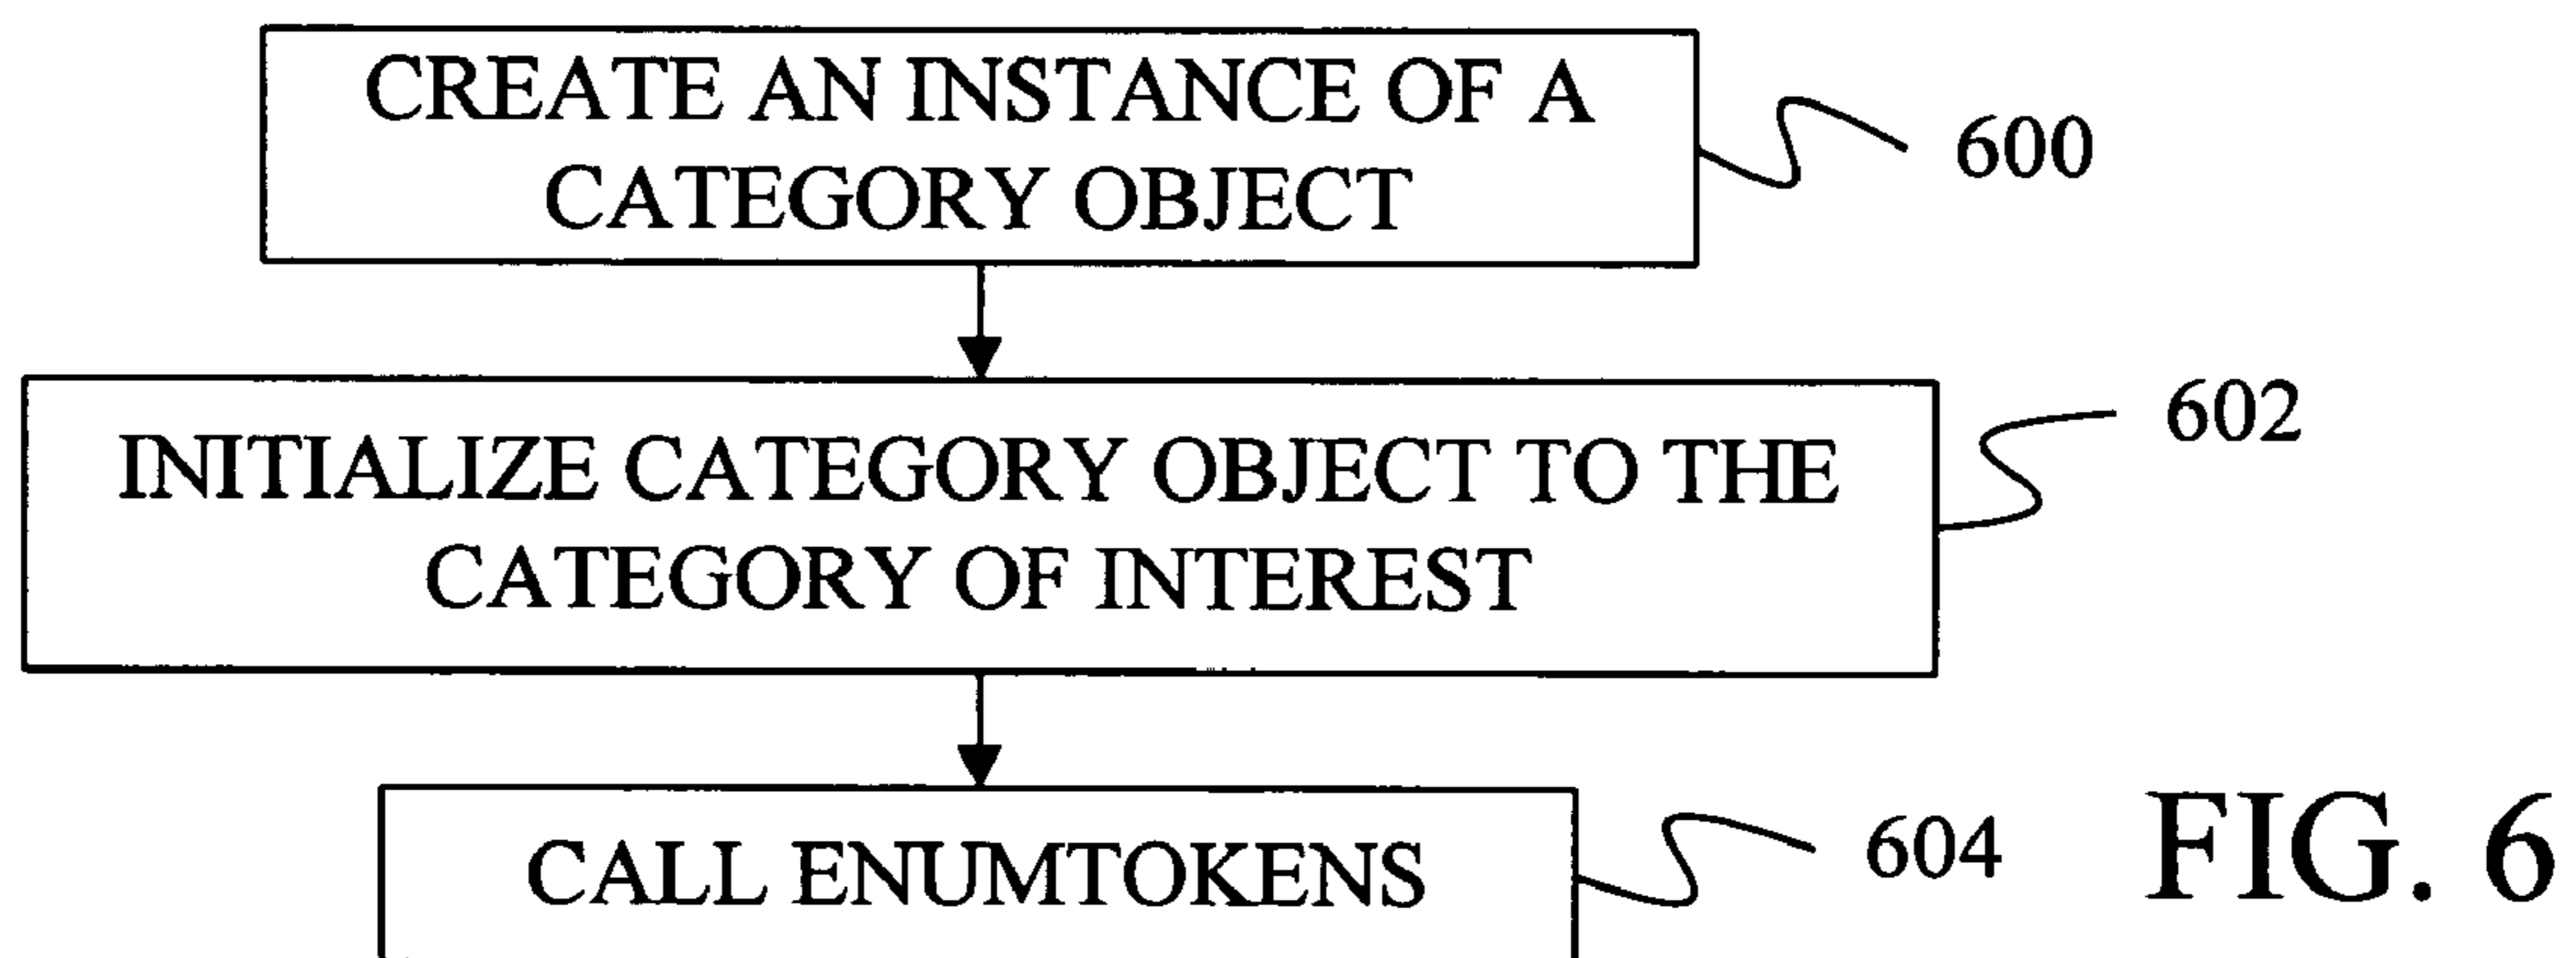 CREATE AN INSTANCE OF A
CATEGORY OBJECT
600
INITIALIZE CATEGORY OBJECT TO THE
CATEGORY OF INTEREST
602
CALL ENUMTOKENS
604
FIG. 6